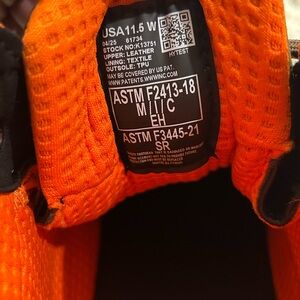 USA 11.5 W
04/25 61734
STOCK NO:K13751
UPPER: LEATHER
LINING: TEXTILE
OUTSOLE: TPU
HYTEST
MAY BE COVERED BY US PAT.
PATENTS.WWWINC.COM
ASTM F2413-18
M I C
EH
ASTM F3445-21
SR